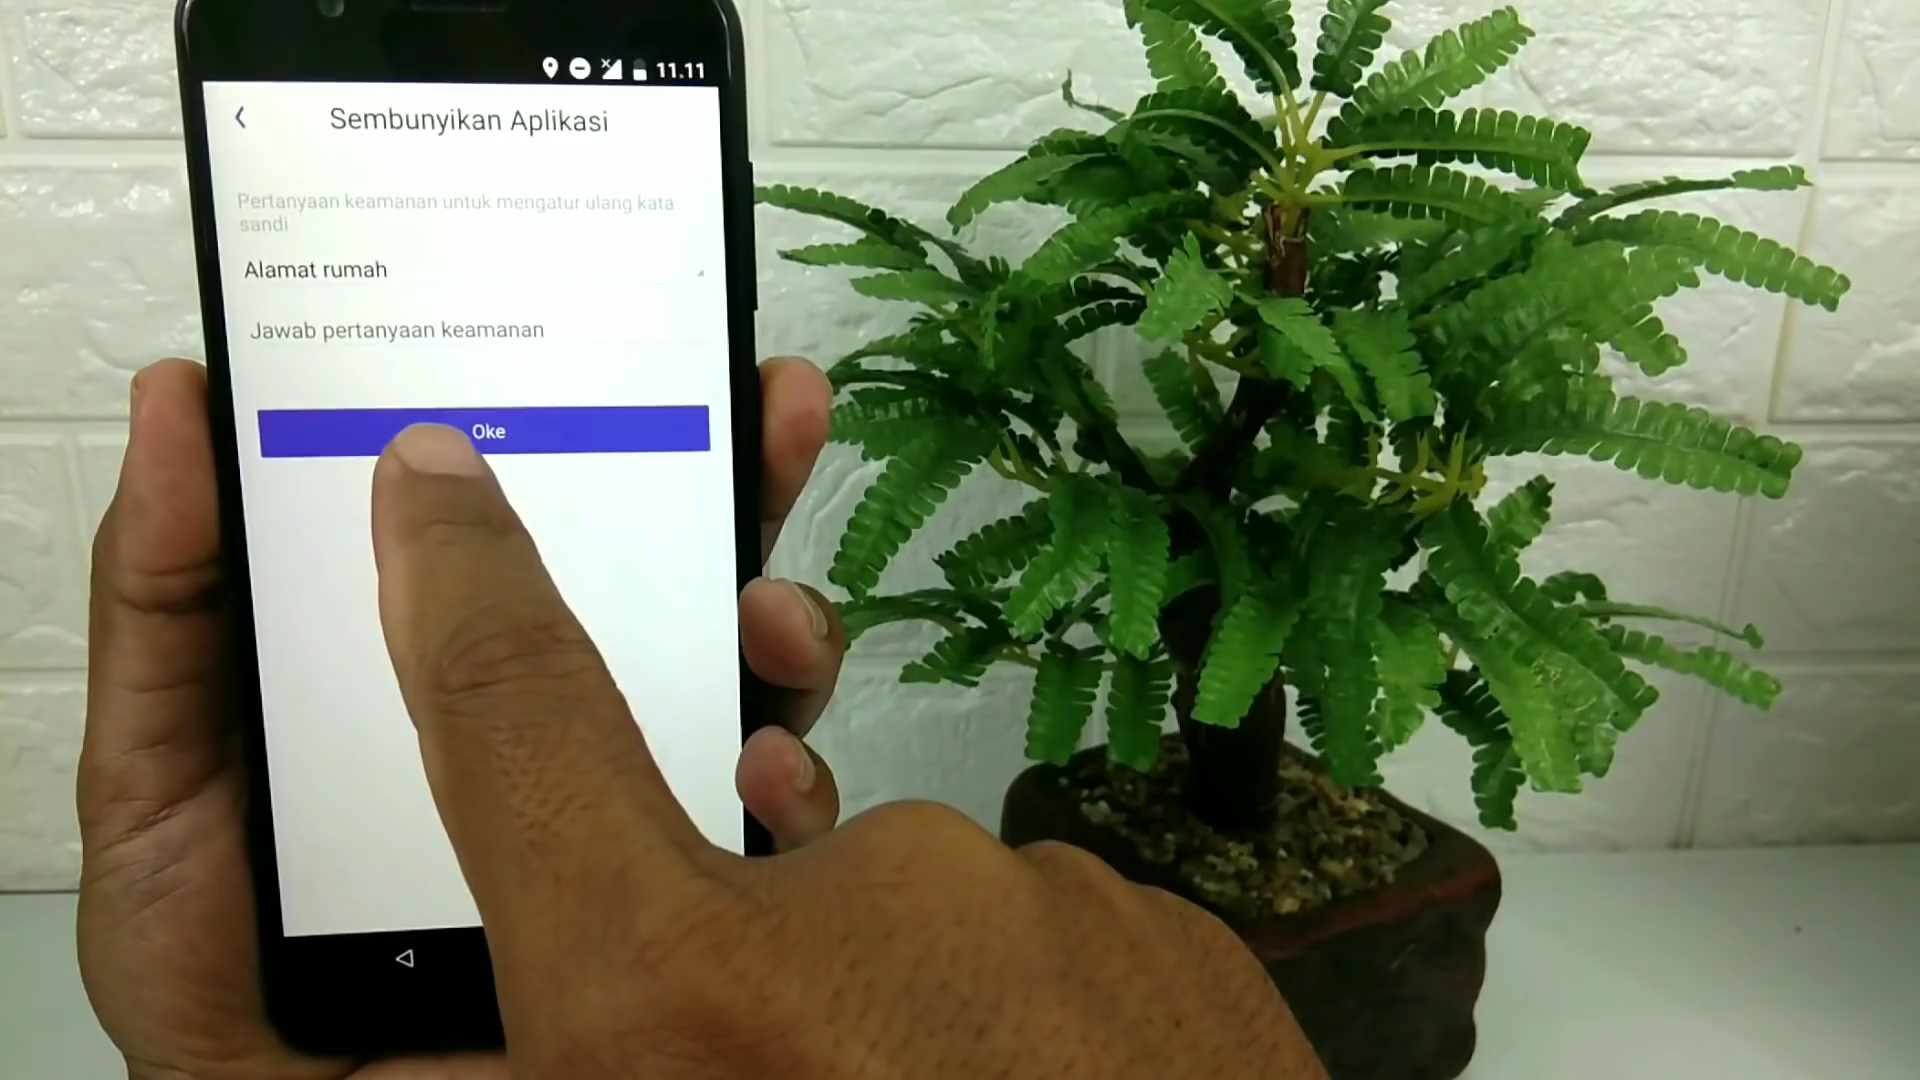 11.11
Sembunyikan Aplikasi
Pertanyaan keamanan untuk mengatur ulang kata
sandi
Alamat rumah
Jawab pertanyaan keamanan
Oke